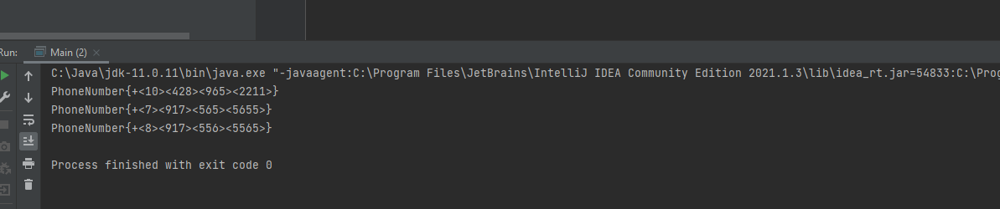 Run:
Main (2)
C:\Java\jdk-11.0.11\bin\java.exe "-javaagent:C:\Program Files\JetBrains\IntelliJ IDEA Community Edition 2021.1.3\lib\idea_rt.jar=54833:C:\Prog
PhoneNumber{+<10><428><965><2211>}
PhoneNumber{+<7><917><565><5655>}
PhoneNumber{+<8><917><556><5565>}
Process finished with exit code 0